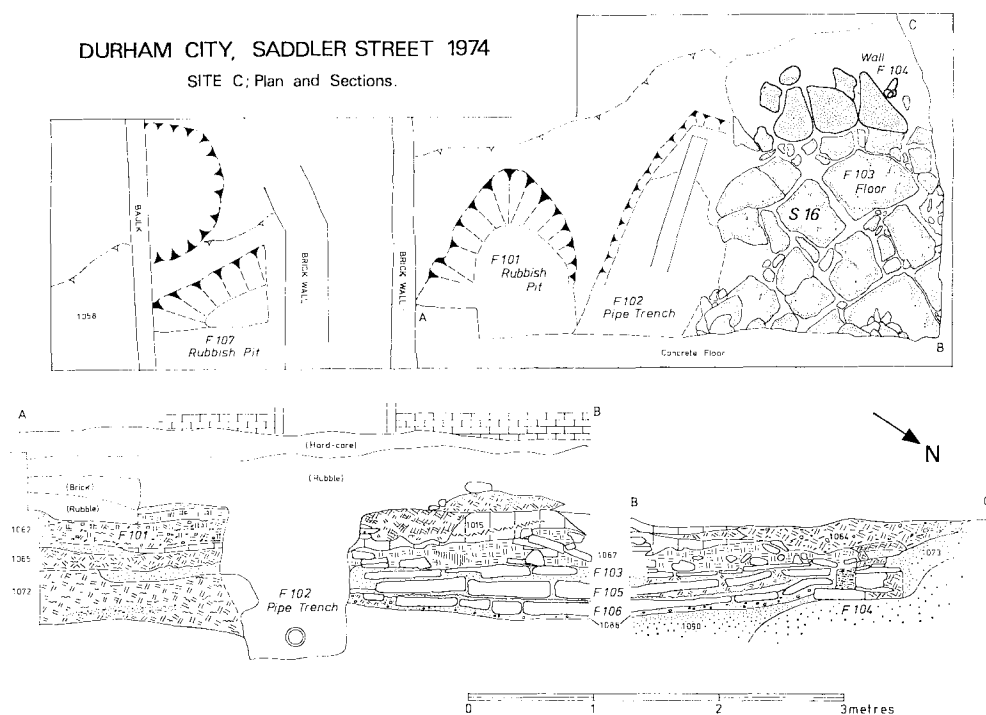 DURHAM CITY, SADDLER STREET 1974
SITE C; Plan and Sections.
C
Wall
F 104
F 103
Floor
S 16
BAULK
BRICK WALL
BRICK WALL
F 101
Rubbish
Pit
F 102
Pipe Trench
A
1058
F 107
Rubbish Pit
Concrete Floor
B
A
B
(Hard-core)
(Rubble)
(Brick)
(Rubble)
N
B
C
1062
F 101
1015
1064
1073
1065
1067
F 103
1072
F 102
Pipe Trench
F 105
F 106
F 104
1086
1090
0
1
2
3metres